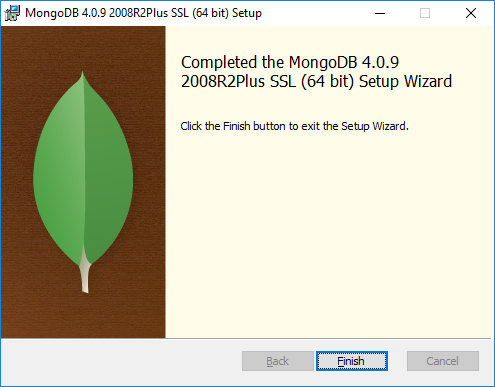 MongoDB 4.0.9 2008R2Plus SSL (64 bit) Setup
Completed the MongoDB 4.0.9
2008R2Plus SSL (64 bit) Setup Wizard
Click the Finish button to exit the Setup Wizard.
Back
Finish
Cancel